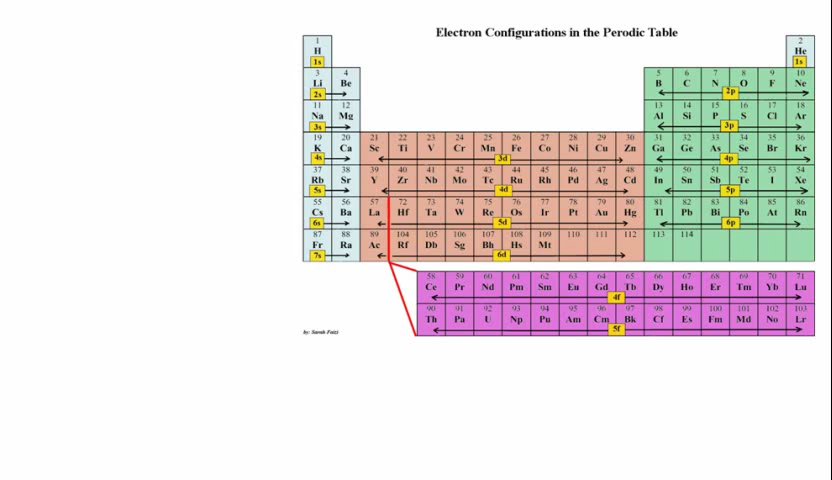 Electron Configurations in the Perodic Table
1 2
H He
1s 1s
3 4 5 6 7 8 9 10
Li Be B C N O F Ne
2s 2p
11 12 13 14 15 16 17 18
Na Mg Al Si P S Cl Ar
3s 3p
19 20 21 22 23 24 25 26 27 28 29 30 31 32 33 34 35 36
K Ca Sc Ti V Cr Mn Fe Co Ni Cu Zn Ga Ge As Se Br Kr
4s 3d 4p
37 38 39 40 41 42 43 44 45 46 47 48 49 50 51 52 53 54
Rb Sr Y Zr Nb Mo Tc Ru Rh Pd Ag Cd In Sn Sb Te I Xe
5s 4d 5p
55 56 57 72 73 74 75 76 77 78 79 80 81 82 83 84 85 86
Cs Ba La Hf Ta W Re Os Ir Pt Au Hg Tl Pb Bi Po At Rn
6s 5d 6p
87 88 89 104 105 106 107 108 109 110 111 112 113 114
Fr Ra Ac Rf Db Sg Bh Hs Mt
7s 6d
58 59 60 61 62 63 64 65 66 67 68 69 70 71
Ce Pr Nd Pm Sm Eu Gd Tb Dy Ho Er Tm Yb Lu
4f
90 91 92 93 94 95 96 97 98 99 100 101 102 103
Th Pa U Np Pu Am Cm Bk Cf Es Fm Md No Lr
5f
by: Sarah Faizi